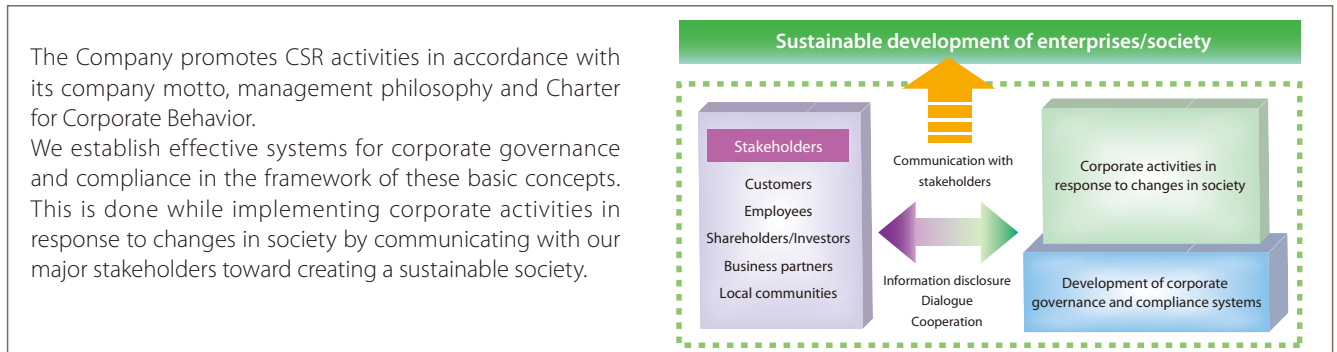 The Company promotes CSR activities in accordance with
its company motto, management philosophy and Charter
for Corporate Behavior.
We establish effective systems for corporate governance
and compliance in the framework of these basic concepts.
This is done while implementing corporate activities in
response to changes in society by communicating with our
major stakeholders toward creating a sustainable society.
Sustainable development of enterprises/society
Stakeholders
Customers
Employees
Shareholders/Investors
Business partners
Local communities
Communication with
stakeholders
Information disclosure
Dialogue
Cooperation
Corporate activities in
response to changes in society
Development of corporate
governance and compliance systems